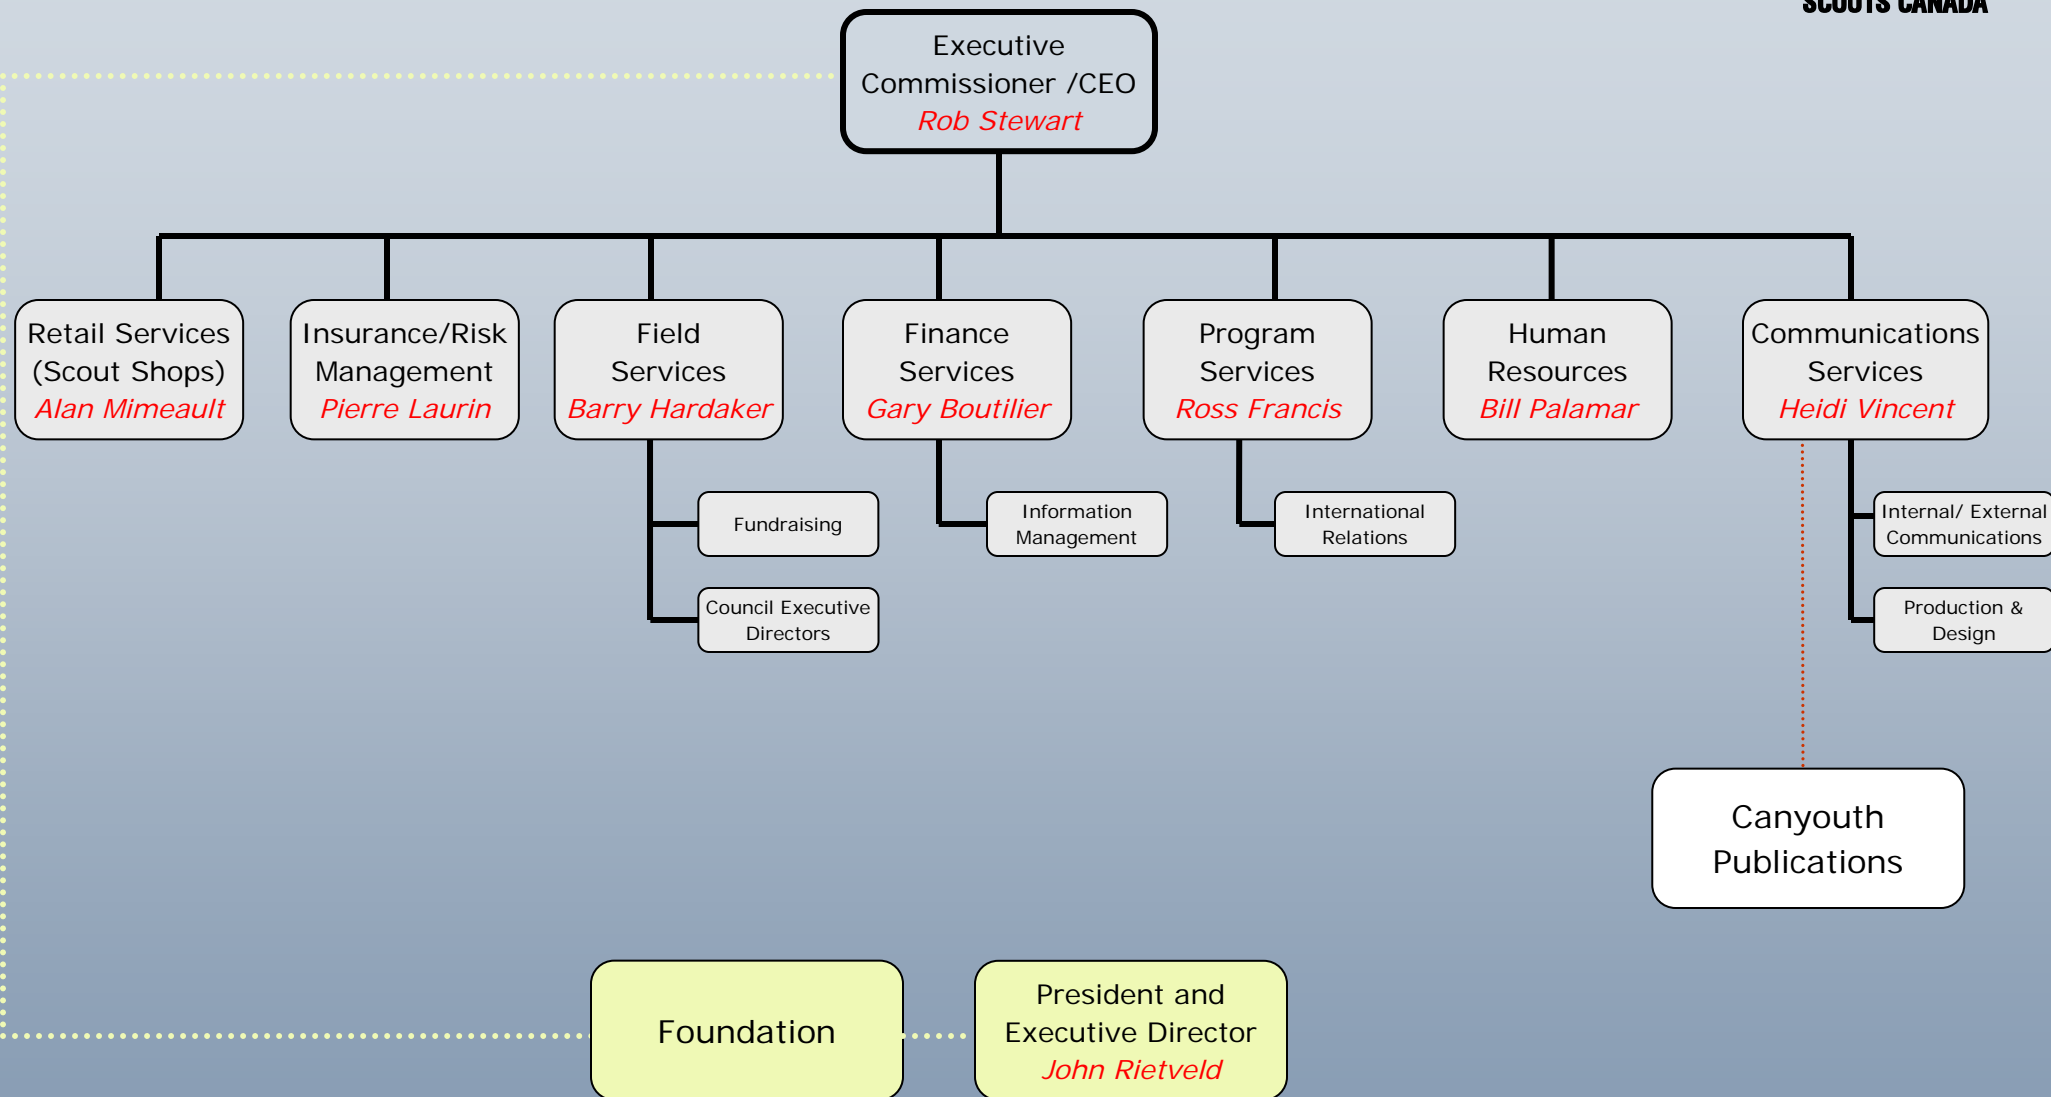 SCOUTS CANADA
Executive
Commissioner /CEO
Rob Stewart
Retail Services
(Scout Shops)
Alan Mimeault
Insurance/Risk
Management
Pierre Laurin
Field
Services
Barry Hardaker
Finance
Services
Gary Boutilier
Program
Services
Ross Francis
Human
Resources
Bill Palamar
Communications
Services
Heidi Vincent
Fundraising
Information
Management
International
Relations
Internal/ External
Communications
Council Executive
Directors
Production &
Design
Canyouth
Publications
Foundation
President and
Executive Director
John Rietveld